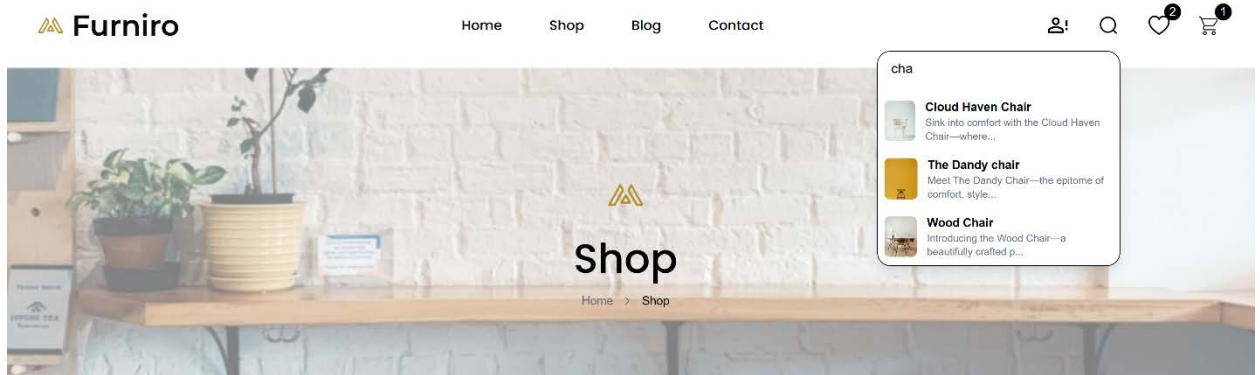 Furniro
Home
Shop
Blog
Contact
2
1
cha
Cloud Haven Chair
Sink into comfort with the Cloud Haven
Chair—where...
The Dandy chair
Meet The Dandy Chair—the epitome of
comfort, style...
Wood Chair
Introducing the Wood Chair—a
beautifully crafted p...
Shop
Home > Shop